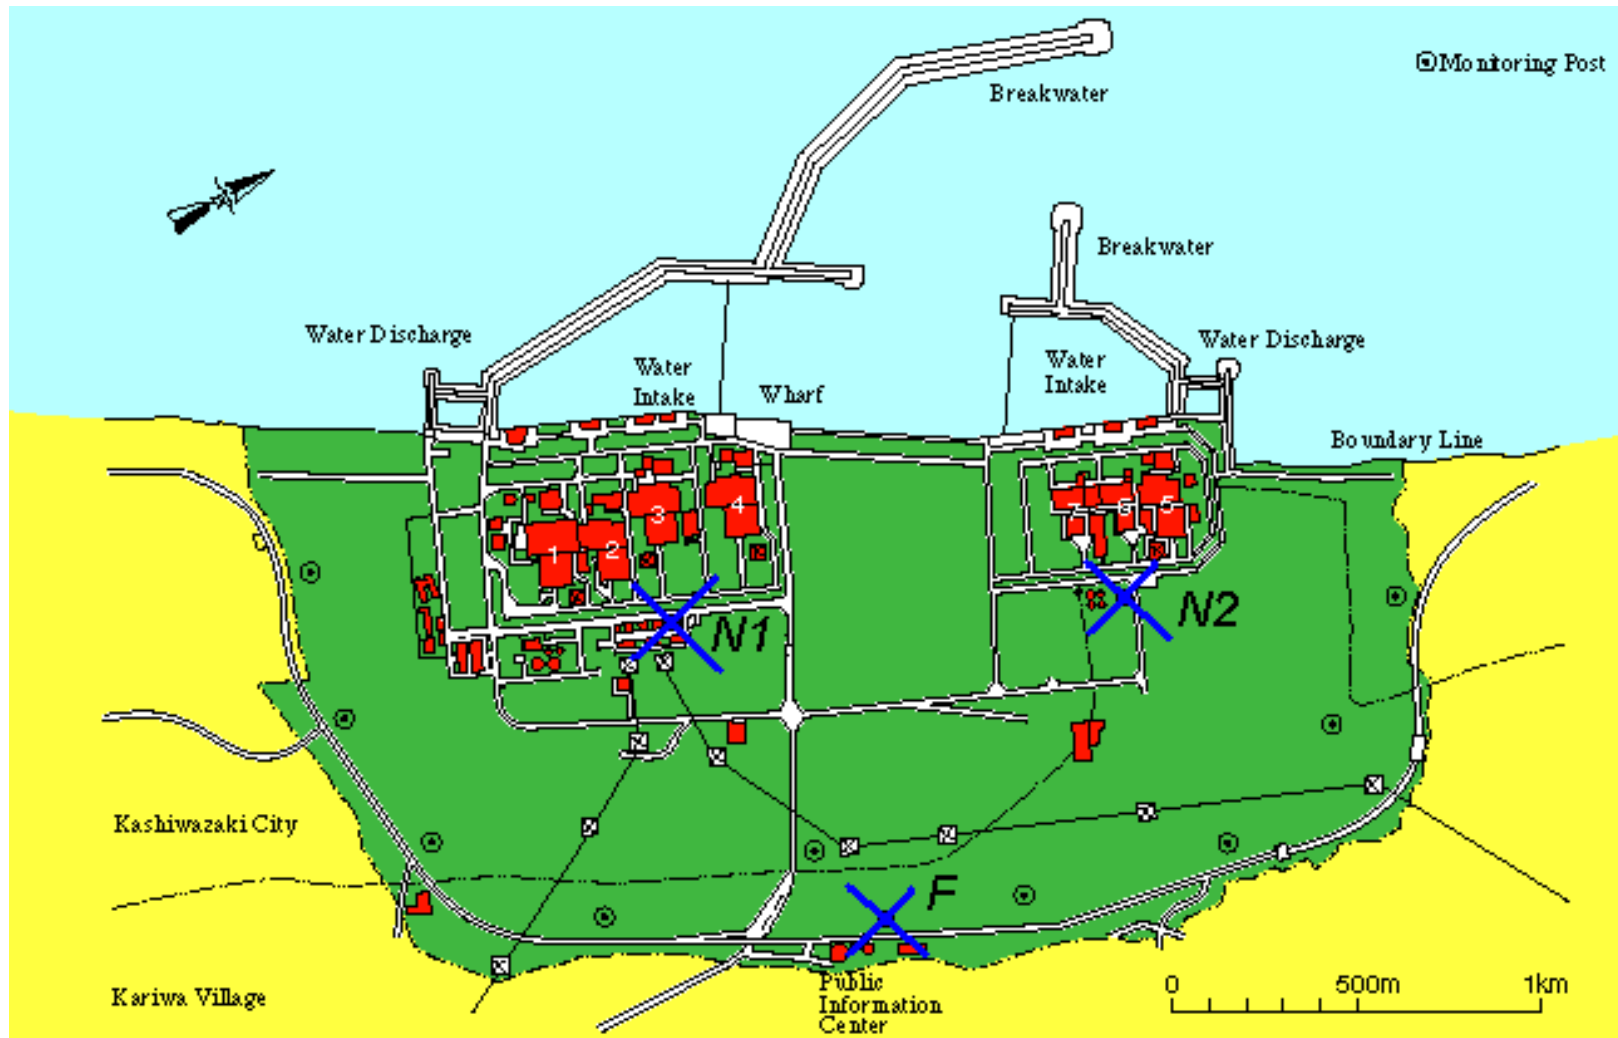 Monitoring Post
Breakwater
Breakwater
Water Discharge
Water
Intake
Wharf
Water
Intake
Water Discharge
Boundary Line
1
2
3
4
7
6
5
N1
N2
Kashiwazaki City
F
Kariwa Village
Public
Information
Center
0 500m 1km